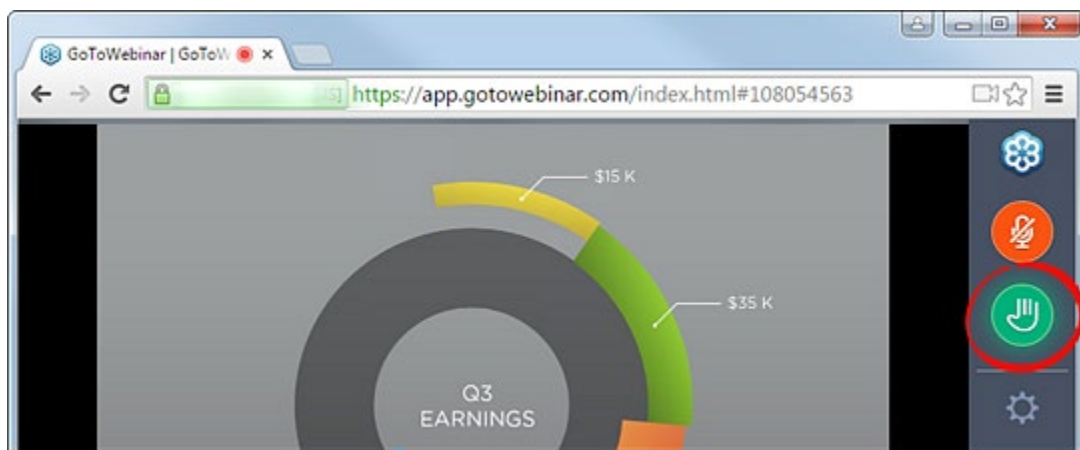 GoToWebinar | GoToW
https://app.gotowebinar.com/index.html#108054563
$15 K
$35 K
Q3
EARNINGS